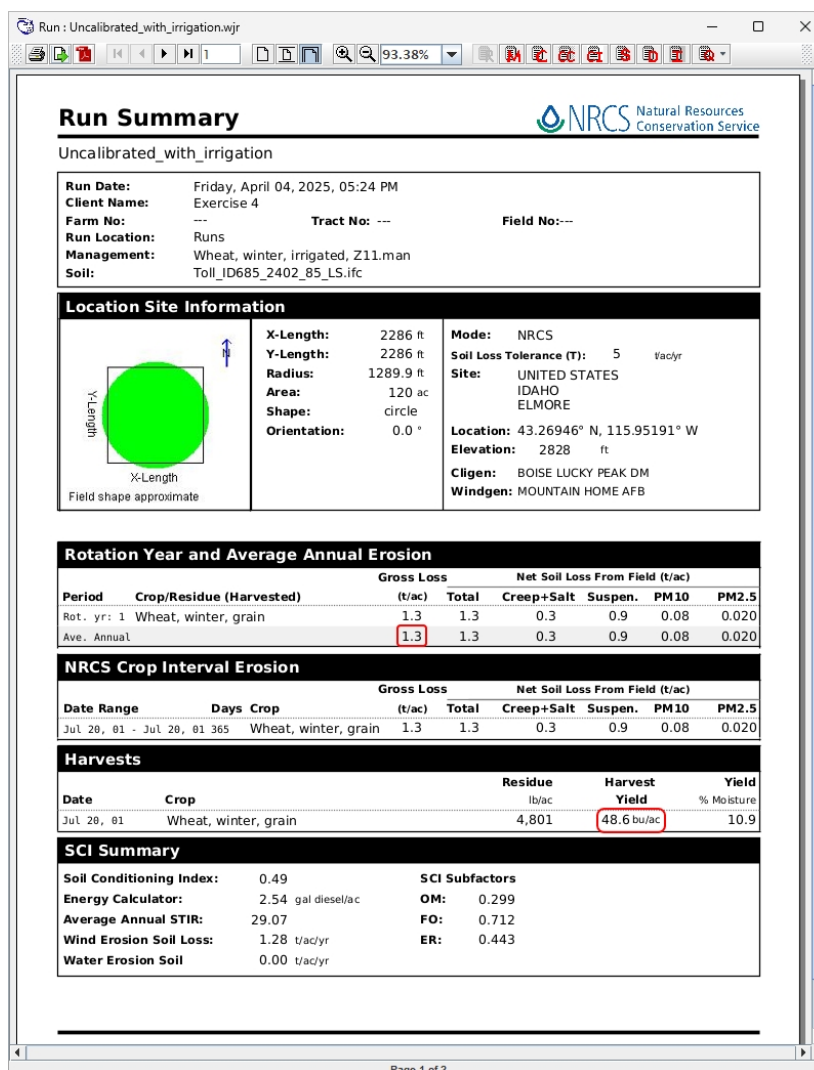 Run : Uncalibrated_with_irrigation.wjr
1 93.38%
Run Summary
NRCS Natural Resources Conservation Service
Uncalibrated_with_irrigation
Run Date: Friday, April 04, 2025, 05:24 PM
Client Name: Exercise 4
Farm No: --- Tract No: --- Field No:---
Run Location: Runs
Management: Wheat, winter, irrigated, Z11.man
Soil: Toll_ID685_2402_85_LS.ifc
Location Site Information
N
Y-Length
X-Length
Field shape approximate
X-Length: 2286 ft
Y-Length: 2286 ft
Radius: 1289.9 ft
Area: 120 ac
Shape: circle
Orientation: 0.0 °
Mode: NRCS
Soil Loss Tolerance (T): 5 t/ac/yr
Site: UNITED STATES
IDAHO
ELMORE
Location: 43.26946° N, 115.95191° W
Elevation: 2828 ft
Cligen: BOISE LUCKY PEAK DM
Windgen: MOUNTAIN HOME AFB
Rotation Year and Average Annual Erosion
Gross Loss Net Soil Loss From Field (t/ac)
Period Crop/Residue (Harvested) (t/ac) Total Creep+Salt Suspen. PM10 PM2.5
Rot. yr: 1 Wheat, winter, grain 1.3 1.3 0.3 0.9 0.08 0.020
Ave. Annual 1.3 1.3 0.3 0.9 0.08 0.020
NRCS Crop Interval Erosion
Gross Loss Net Soil Loss From Field (t/ac)
Date Range Days Crop (t/ac) Total Creep+Salt Suspen. PM10 PM2.5
Jul 20, 01 - Jul 20, 01 365 Wheat, winter, grain 1.3 1.3 0.3 0.9 0.08 0.020
Harvests
Residue Harvest Yield
Date Crop lb/ac Yield % Moisture
Jul 20, 01 Wheat, winter, grain 4,801 48.6 bu/ac 10.9
SCI Summary
Soil Conditioning Index: 0.49 SCI Subfactors
Energy Calculator: 2.54 gal diesel/ac OM: 0.299
Average Annual STIR: 29.07 FO: 0.712
Wind Erosion Soil Loss: 1.28 t/ac/yr ER: 0.443
Water Erosion Soil 0.00 t/ac/yr
Page 1 of 2